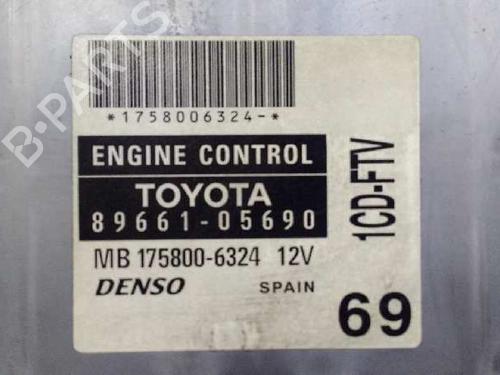 *1758006324-*
ENGINE CONTROL
TOYOTA
89661-05690
MB 175800-6324 12V
DENSO SPAIN
1CD-FTV
69
B-PARTS